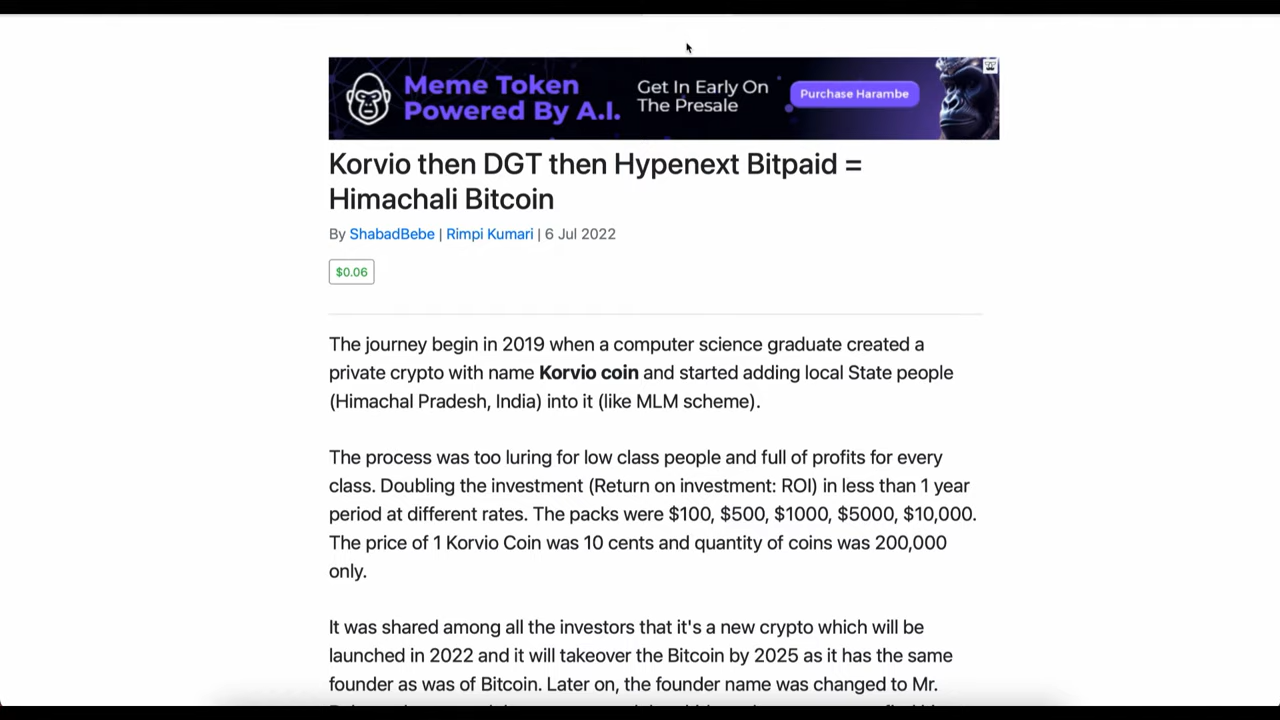 Meme Token
Powered By A.I.
Get In Early On
The Presale
Purchase Harambe
Korvio then DGT then Hypenext Bitpaid =
Himachali Bitcoin
By ShabadBebe | Rimpi Kumari | 6 Jul 2022
$0.06
The journey begin in 2019 when a computer science graduate created a
private crypto with name Korvio coin and started adding local State people
(Himachal Pradesh, India) into it (like MLM scheme).
The process was too luring for low class people and full of profits for every
class. Doubling the investment (Return on investment: ROI) in less than 1 year
period at different rates. The packs were $100, $500, $1000, $5000, $10,000.
The price of 1 Korvio Coin was 10 cents and quantity of coins was 200,000
only.
It was shared among all the investors that it's a new crypto which will be
launched in 2022 and it will takeover the Bitcoin by 2025 as it has the same
founder as was of Bitcoin. Later on, the founder name was changed to Mr.